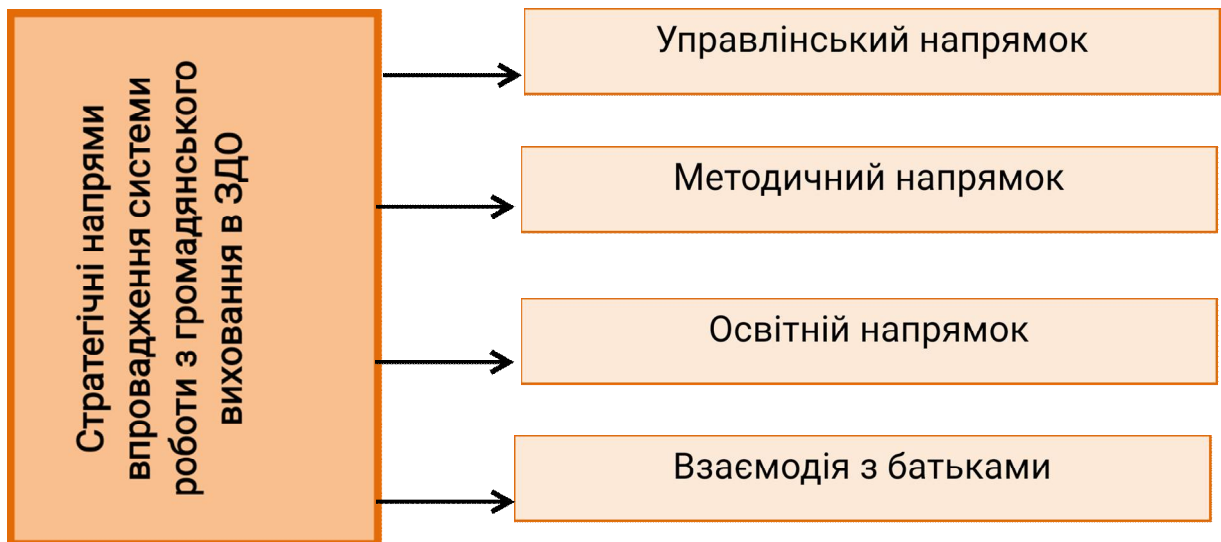 Стратегічні напрями
впровадження системи
роботи з громадянського
виховання в ЗДО
Управлінський напрямок
Методичний напрямок
Освітній напрямок
Взаємодія з батьками